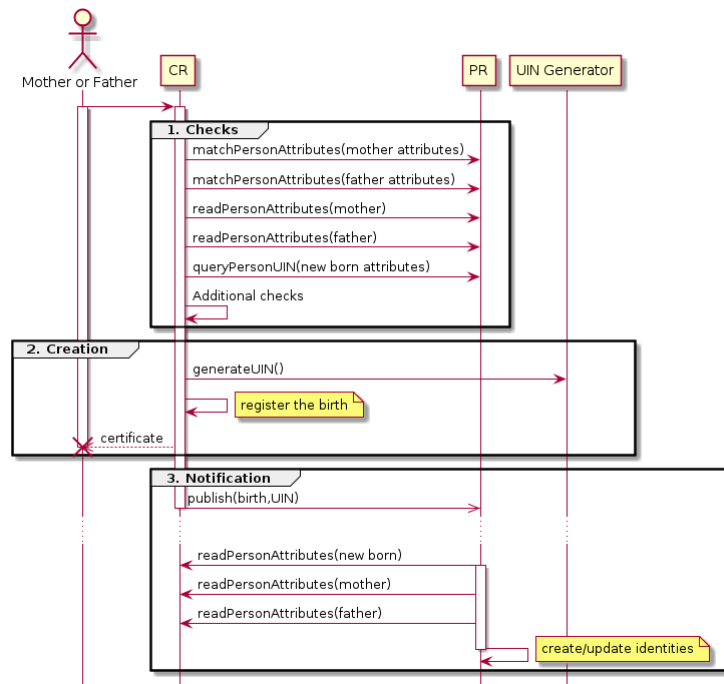 Mother or Father
CR
PR
UIN Generator
1. Checks
matchPersonAttributes(mother attributes)
matchPersonAttributes(father attributes)
readPersonAttributes(mother)
readPersonAttributes(father)
queryPersonUIN(new born attributes)
Additional checks
2. Creation
generateUIN()
register the birth
certificate
3. Notification
publish(birth,UIN)
readPersonAttributes(new born)
readPersonAttributes(mother)
readPersonAttributes(father)
create/update identities